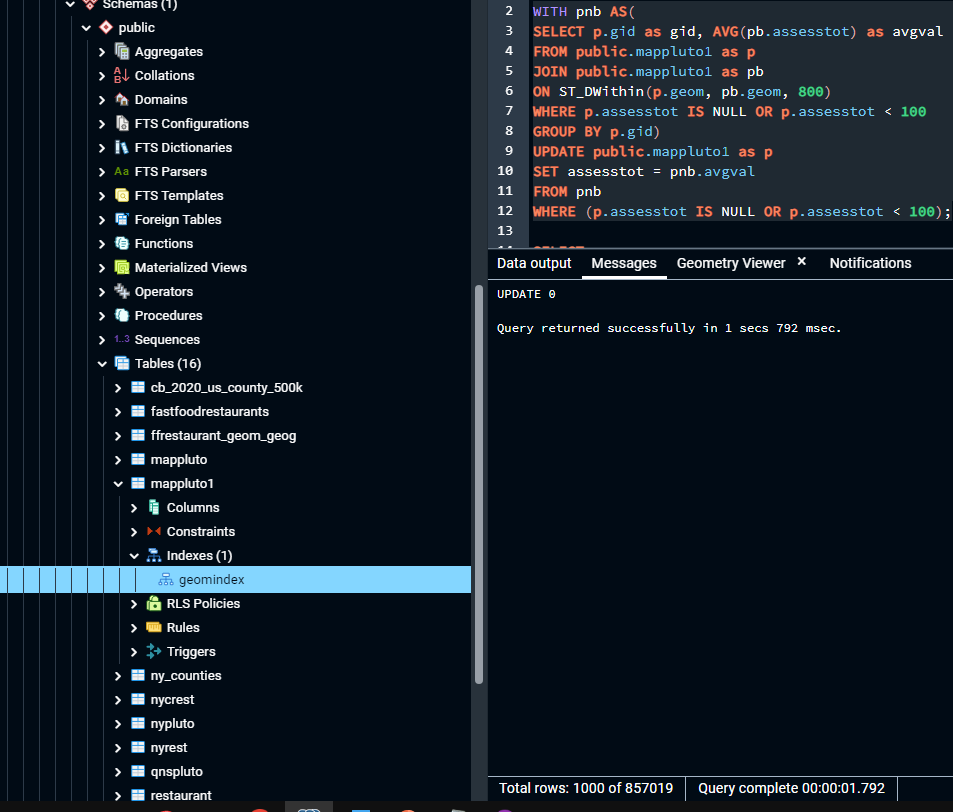 Schemas (1)
public
Aggregates
Collations
Domains
FTS Configurations
FTS Dictionaries
Aa FTS Parsers
FTS Templates
Foreign Tables
Functions
Materialized Views
Operators
Procedures
1..3 Sequences
Tables (16)
cb_2020_us_county_500k
fastfoodrestaurants
ffrestaurant_geom_geog
mappluto
mappluto1
Columns
Constraints
Indexes (1)
geomindex
RLS Policies
Rules
Triggers
ny_counties
nycrest
nypluto
nyrest
qnspluto
restaurant
2 WITH pnb AS(
3 SELECT p.gid as gid, AVG(pb.assesstot) as avgval
4 FROM public.mappluto1 as p
5 JOIN public.mappluto1 as pb
6 ON ST_DWithin(p.geom, pb.geom, 800)
7 WHERE p.assesstot IS NULL OR p.assesstot < 100
8 GROUP BY p.gid)
9 UPDATE public.mappluto1 as p
10 SET assesstot = pnb.avgval
11 FROM pnb
12 WHERE (p.assesstot IS NULL OR p.assesstot < 100);
13
Data output Messages Geometry Viewer × Notifications
UPDATE 0
Query returned successfully in 1 secs 792 msec.
Total rows: 1000 of 857019 Query complete 00:00:01.792